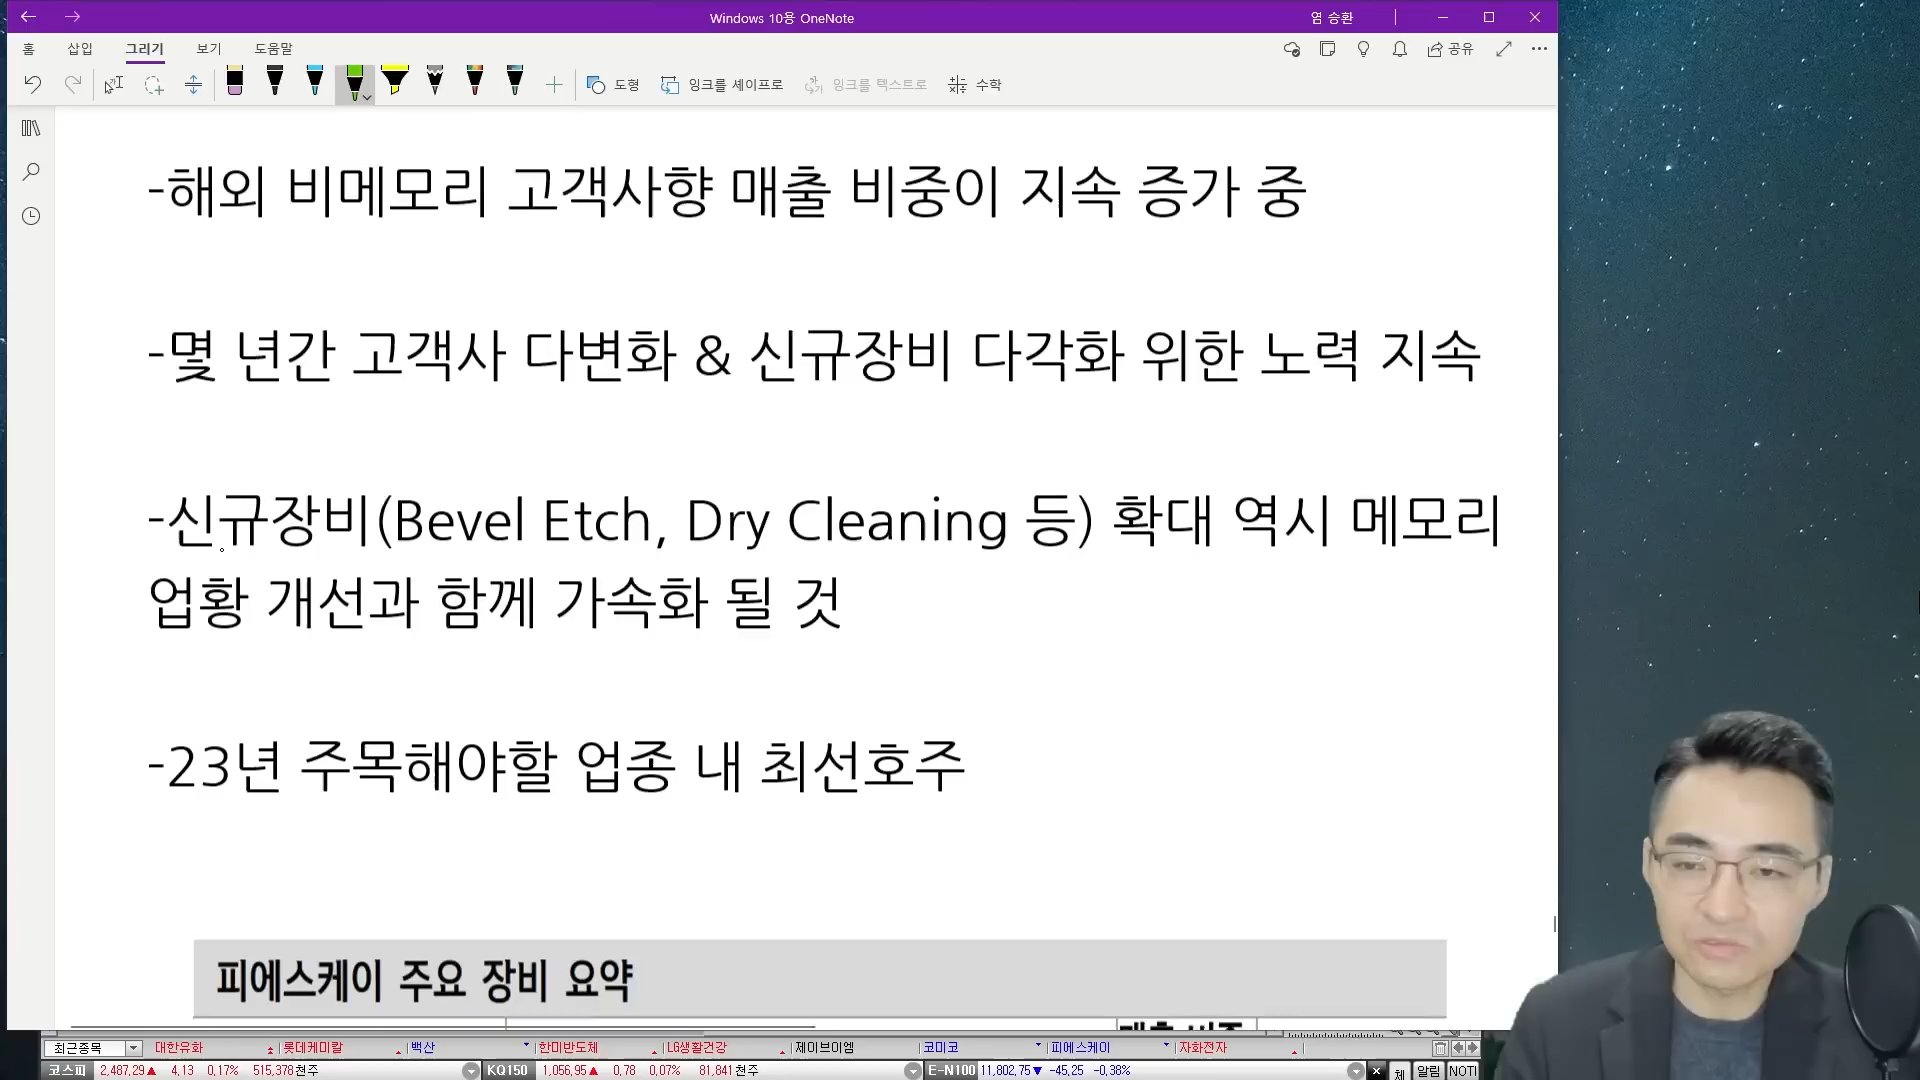 Windows 10용 OneNote
염 승환
홈 삽입 그리기 보기 도움말
공유
도형 잉크를 셰이프로 잉크를 텍스트로 수학
-해외 비메모리 고객사향 매출 비중이 지속 증가 중
-몇 년간 고객사 다변화 & 신규장비 다각화 위한 노력 지속
-신규장비(Bevel Etch, Dry Cleaning 등) 확대 역시 메모리
업황 개선과 함께 가속화 될 것
-23년 주목해야할 업종 내 최선호주
피에스케이 주요 장비 요약
최근종목 대한유화 롯데케미칼 백산 한미반도체 LG생활건강 제이브이엠 코미코 피에스케이 자화전자
코스피 2,487,29▲ 4,13 0,17% 515,378천주 KQ150 1,056,95▲ 0,78 0,07% 81,841천주 E-N100 11,802,75▼ -45,25 -0,38% 체 알림 NOTI